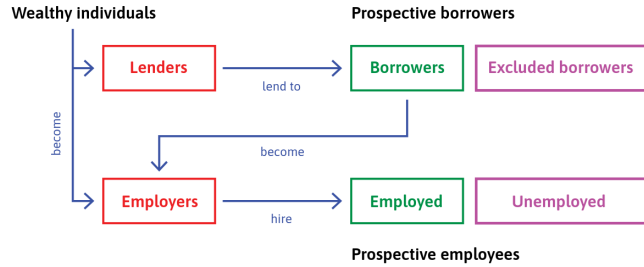 Wealthy individuals
Prospective borrowers
Lenders
lend to
Borrowers
Excluded borrowers
become
become
Employers
hire
Employed
Unemployed
Prospective employees